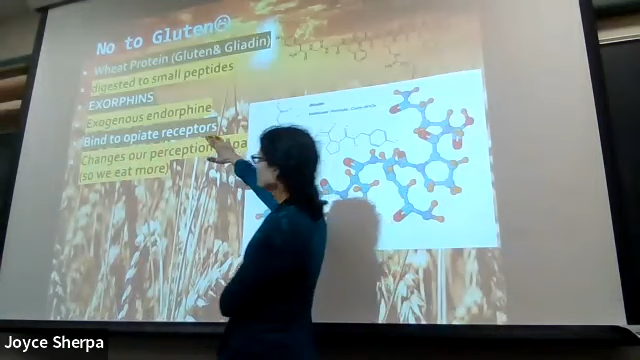 No to Gluten☹
Wheat Protein (Gluten& Gliadin)
digested to small peptides
EXORPHINS
Exogenous endorphine
Bind to opiate receptors
Changes our perception
(so we eat more)
Joyce Sherpa